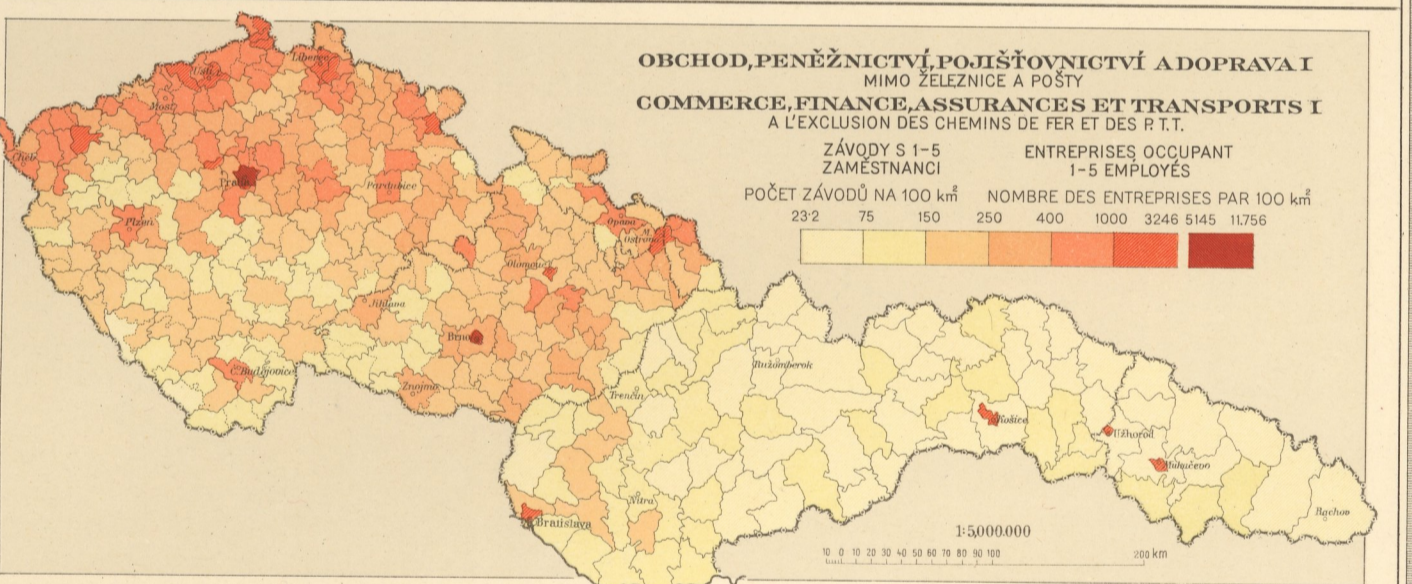 OBCHOD, PENĚŽNICTVÍ, POJIŠŤOVNICTVÍ A DOPRAVA I
MIMO ŽELEZNICE A POŠTY
COMMERCE, FINANCE, ASSURANCES ET TRANSPORTS I
A L'EXCLUSION DES CHEMINS DE FER ET DES P. T. T.
ZÁVODY S 1-5 ENTREPRISES OCCUPANT
ZAMĚSTNANCI 1-5 EMPLOYÉS
POČET ZÁVODŮ NA 100 km² NOMBRE DES ENTREPRISES PAR 100 km²
23·2 75 150 250 400 1000 3246 5145 11.756
Liberec
Ústí
Most
Cheb
Praha
Pardubice
Plzeň
Opava
M. Ostrava
Olomouc
Jihlava
Brno
Č. Budějovice
Znojmo
Ružomberok
Trenčín
Košice
Užhorod
Mukačevo
Nitra
Bratislava
Rachov
1:5,000.000
10 0 10 20 30 40 50 60 70 80 90 100 200 km